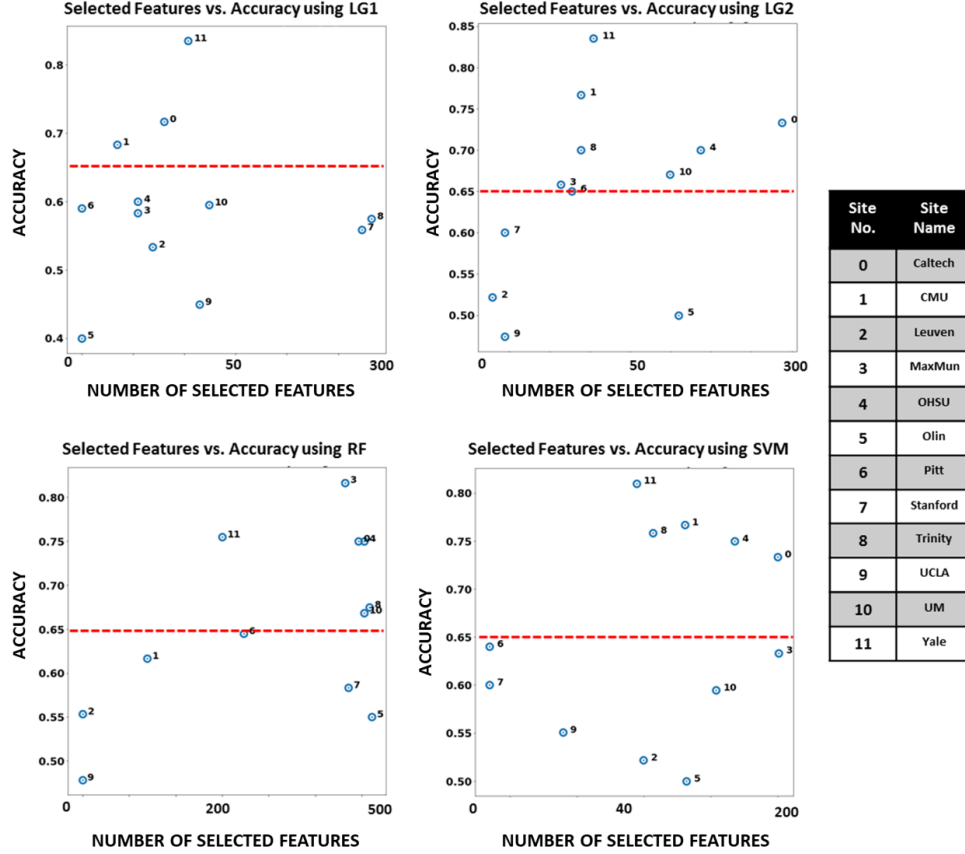 Selected Features vs. Accuracy using LG1
0.8
0.7
0.6
0.5
0.4
ACCURACY
11
0
1
6
4
3
10
8
7
2
9
5
0 50 300
NUMBER OF SELECTED FEATURES
Selected Features vs. Accuracy using LG2
0.85
0.80
0.75
0.70
0.65
0.60
0.55
0.50
ACCURACY
11
1
0
8
4
10
3
6
7
2
5
9
0 50 300
NUMBER OF SELECTED FEATURES
Selected Features vs. Accuracy using RF
0.80
0.75
0.70
0.65
0.60
0.55
0.50
ACCURACY
3
11
0
4
8
10
6
1
7
2
5
9
0 200 500
NUMBER OF SELECTED FEATURES
Selected Features vs. Accuracy using SVM
0.80
0.75
0.70
0.65
0.60
0.55
0.50
ACCURACY
11
1
8
4
0
6
3
7
10
9
2
5
0 40 200
NUMBER OF SELECTED FEATURES
Site No. Site Name
0 Caltech
1 CMU
2 Leuven
3 MaxMun
4 OHSU
5 Olin
6 Pitt
7 Stanford
8 Trinity
9 UCLA
10 UM
11 Yale